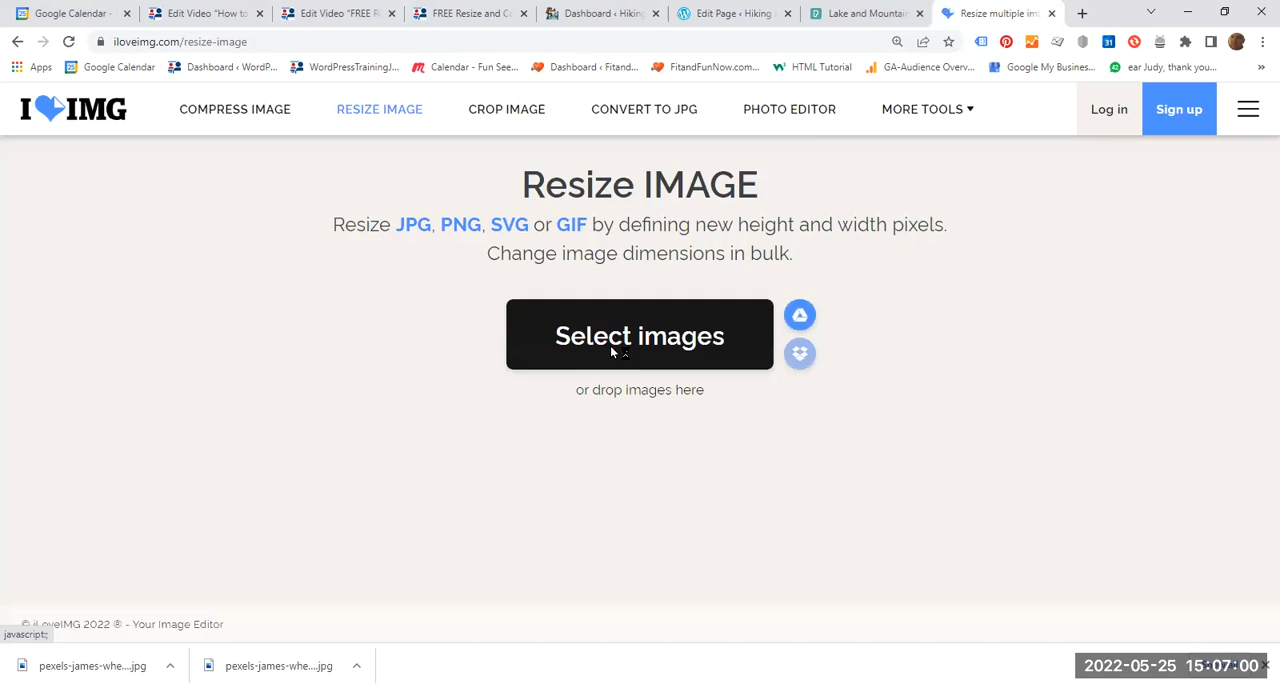 Google Calendar -
Edit Video "How to
Edit Video "FREE R
FREE Resize and Co
Dashboard ‹ Hiking
Edit Page ‹ Hiking
Lake and Mountain
Resize multiple im
iloveimg.com/resize-image
Apps
Google Calendar
Dashboard ‹ WordP...
WordPressTrainingJ...
Calendar - Fun See...
Dashboard ‹ Fitand...
FitandFunNow.com...
HTML Tutorial
GA-Audience Overv...
Google My Busines...
ear Judy, thank you...
»
I IMG
COMPRESS IMAGE
RESIZE IMAGE
CROP IMAGE
CONVERT TO JPG
PHOTO EDITOR
MORE TOOLS
Log in
Sign up
Resize IMAGE
Resize JPG, PNG, SVG or GIF by defining new height and width pixels.
Change image dimensions in bulk.
Select images
or drop images here
© iLoveIMG 2022 ® - Your Image Editor
javascript:;
pexels-james-whe....jpg
pexels-james-whe....jpg
2022-05-25 15:07:00